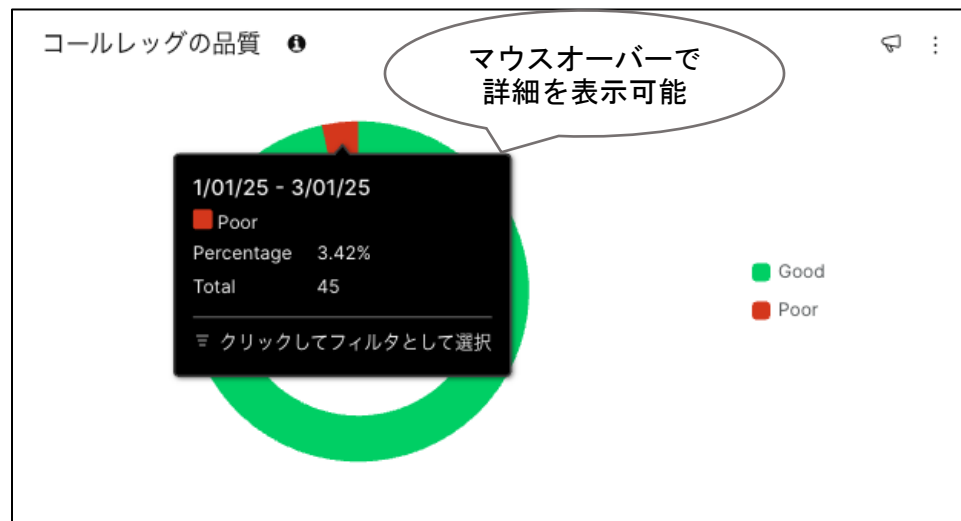 コールレッグの品質
マウスオーバーで
詳細を表示可能
1/01/25 - 3/01/25
Poor
Percentage 3.42%
Total 45
クリックしてフィルタとして選択
Good
Poor